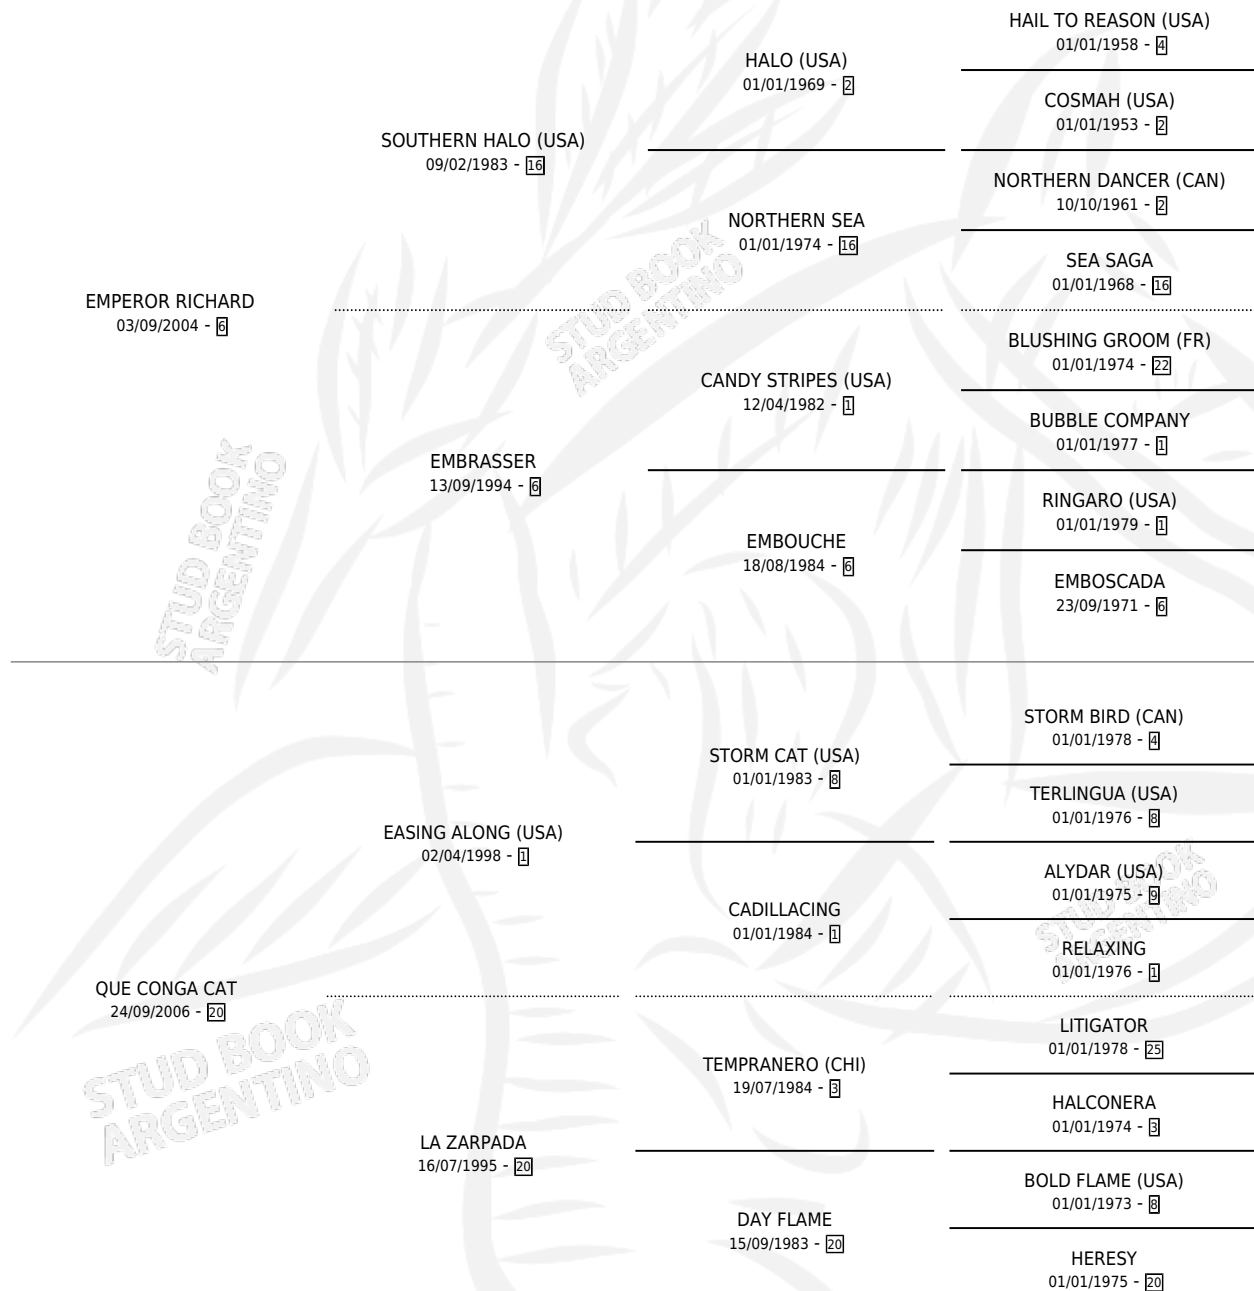 HAIL TO REASON (USA)
01/01/1958 - 4
HALO (USA)
01/01/1969 - 2
COSMAH (USA)
01/01/1953 - 2
SOUTHERN HALO (USA)
09/02/1983 - 16
NORTHERN DANCER (CAN)
10/10/1961 - 2
NORTHERN SEA
01/01/1974 - 16
SEA SAGA
01/01/1968 - 16
EMPEROR RICHARD
03/09/2004 - 6
BLUSHING GROOM (FR)
01/01/1974 - 22
CANDY STRIPES (USA)
12/04/1982 - 1
BUBBLE COMPANY
01/01/1977 - 1
EMBRASSER
13/09/1994 - 6
RINGARO (USA)
01/01/1979 - 1
EMBOUCHE
18/08/1984 - 6
EMBOSCADA
23/09/1971 - 6
STUD BOOK
ARGENTINO
STUD BOOK
ARGENTINO
STORM BIRD (CAN)
01/01/1978 - 4
STORM CAT (USA)
01/01/1983 - 8
TERLINGUA (USA)
01/01/1976 - 8
EASING ALONG (USA)
02/04/1998 - 1
ALYDAR (USA)
01/01/1975 - 9
CADILLACING
01/01/1984 - 1
RELAXING
01/01/1976 - 1
QUE CONGA CAT
24/09/2006 - 20
LITIGATOR
01/01/1978 - 25
TEMPRANERO (CHI)
19/07/1984 - 3
HALCONERA
01/01/1974 - 3
LA ZARPADA
16/07/1995 - 20
BOLD FLAME (USA)
01/01/1973 - 8
DAY FLAME
15/09/1983 - 20
HERESY
01/01/1975 - 20
STUD BOOK
ARGENTINO
STUD BOOK
ARGENTINO